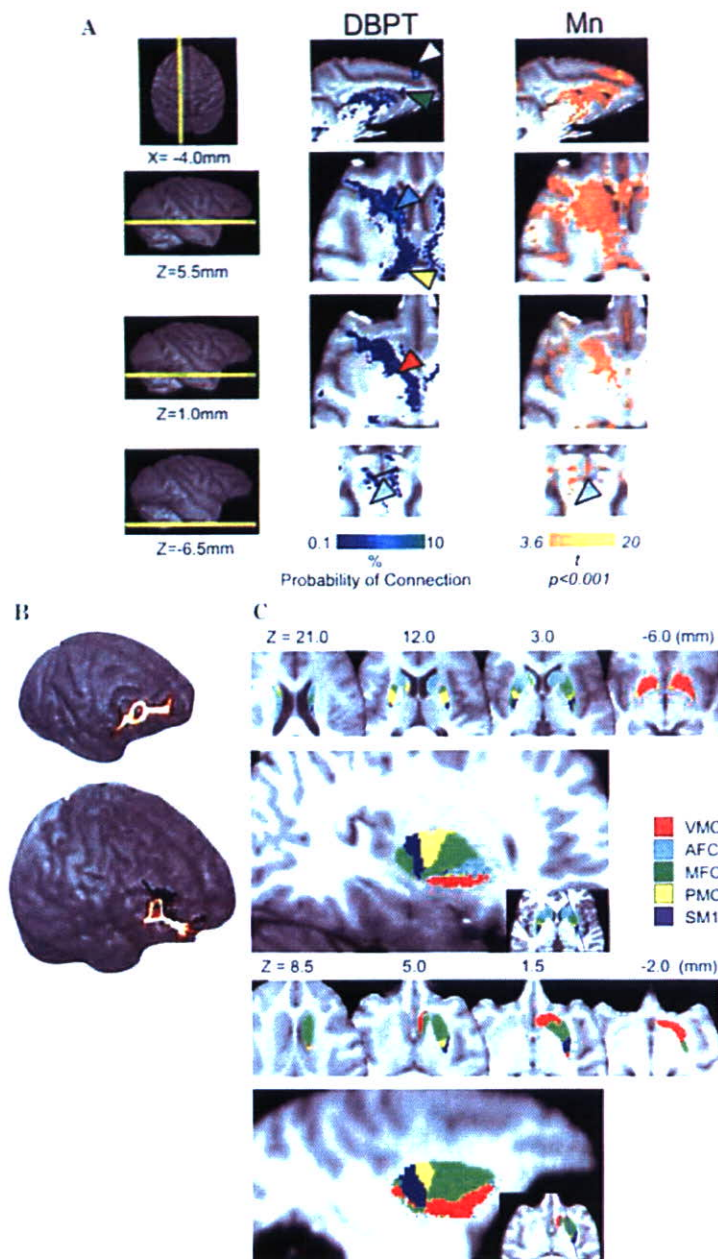 A
DBPT Mn
X= -4.0mm
Z=5.5mm
Z=1.0mm
Z=-6.5mm
0.1 10
%
Probability of Connection
3.6 20
t
p<0.001
B C
Z = 21.0 12.0 3.0 -6.0 (mm)
VMC
AFC
MFC
PMC
SM1
Z = 8.5 5.0 1.5 -2.0 (mm)